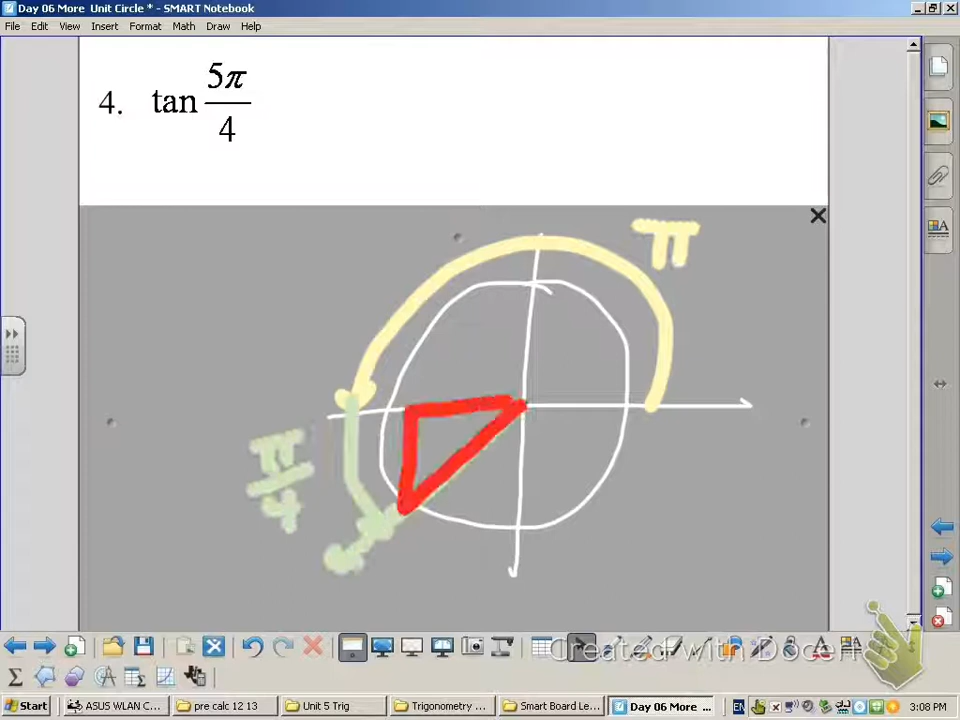 Day 06 More Unit Circle * - SMART Notebook
File Edit View Insert Format Math Draw Help
4. tan 5π/4
π
π/4
Created with Docer
Start ASUS WLAN C... pre calc 12 13 Unit 5 Trig Trigonometry ... Smart Board Le... Day 06 More ... EN 3:08 PM